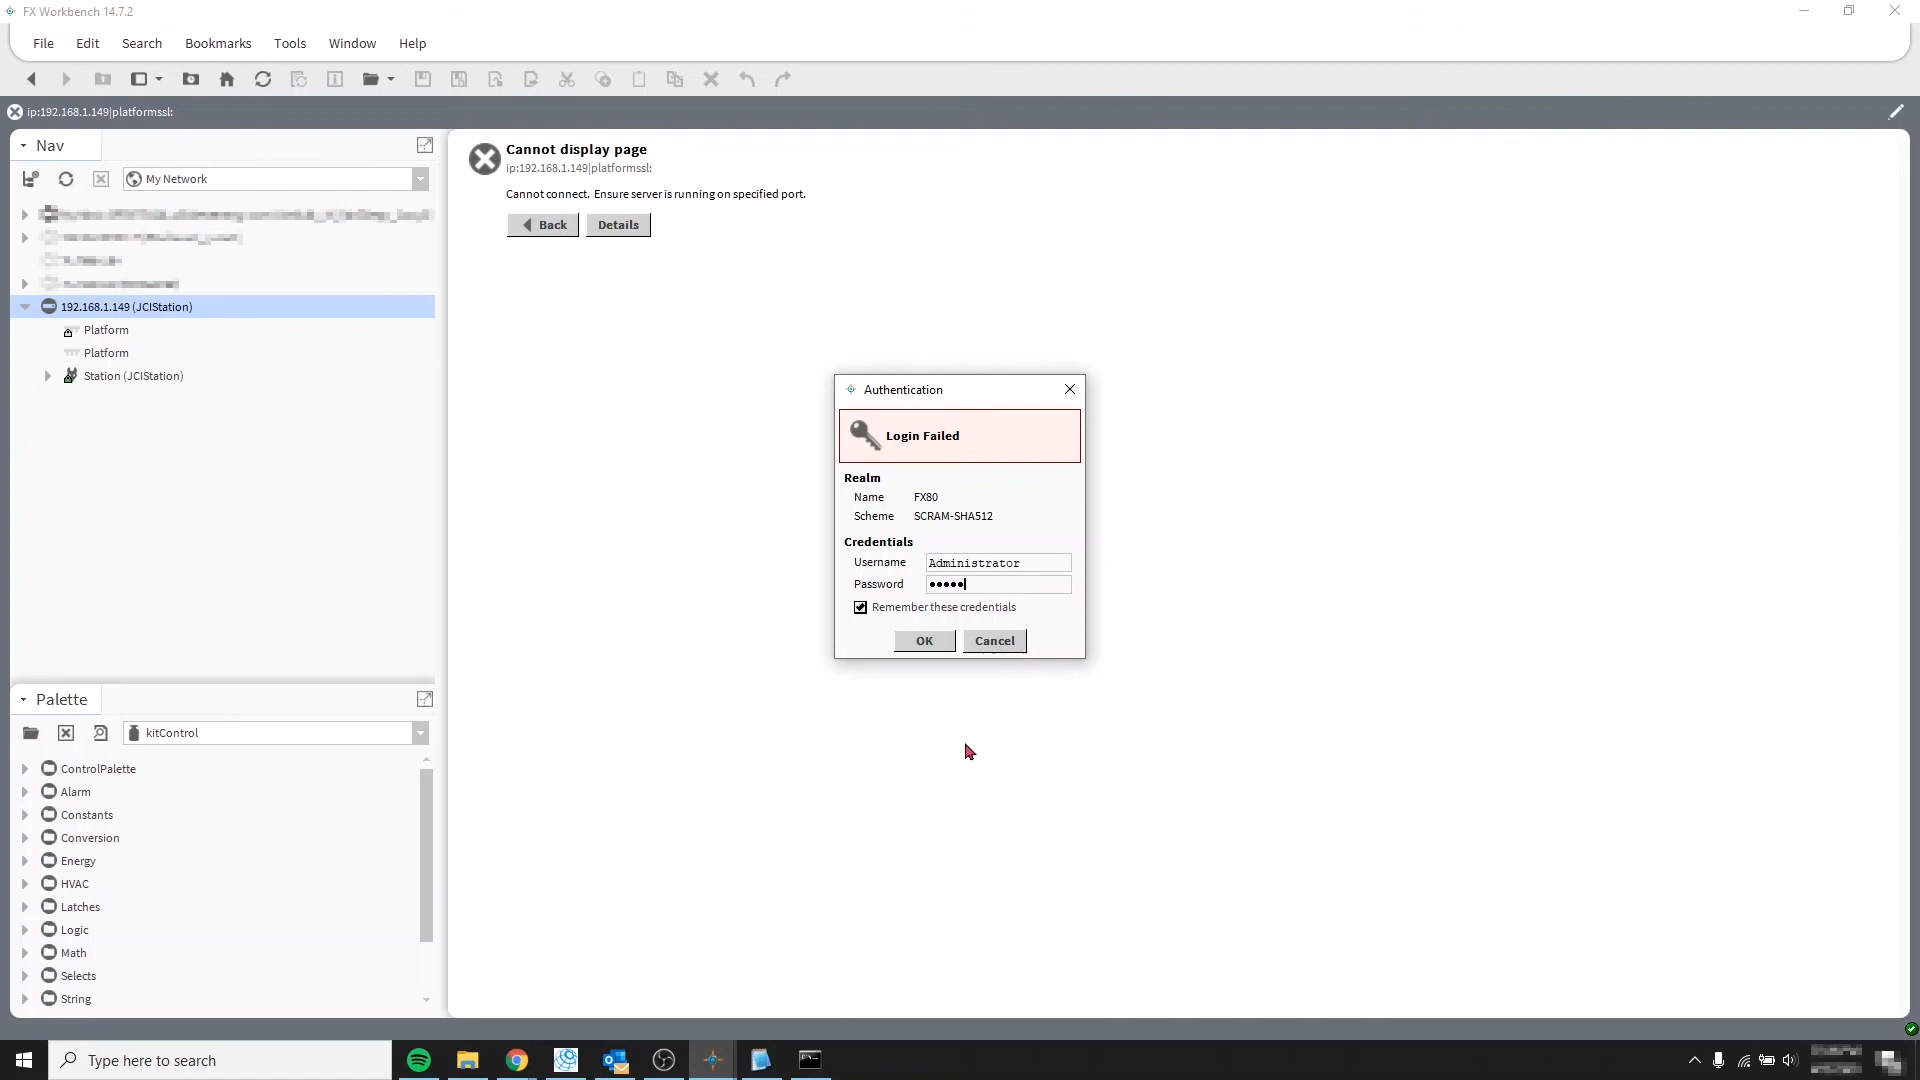 FX Workbench 14.7.2
File Edit Search Bookmarks Tools Window Help
ip:192.168.1.149|platformssl:
Nav
My Network
192.168.1.149 (JCIStation)
Platform
Platform
Station (JCIStation)
Palette
kitControl
ControlPalette
Alarm
Constants
Conversion
Energy
HVAC
Latches
Logic
Math
Selects
String
Cannot display page
ip:192.168.1.149|platformssl:
Cannot connect. Ensure server is running on specified port.
Back Details
Authentication
Login Failed
Realm
Name FX80
Scheme SCRAM-SHA512
Credentials
Username Administrator
Password •••••
Remember these credentials
OK Cancel
Type here to search